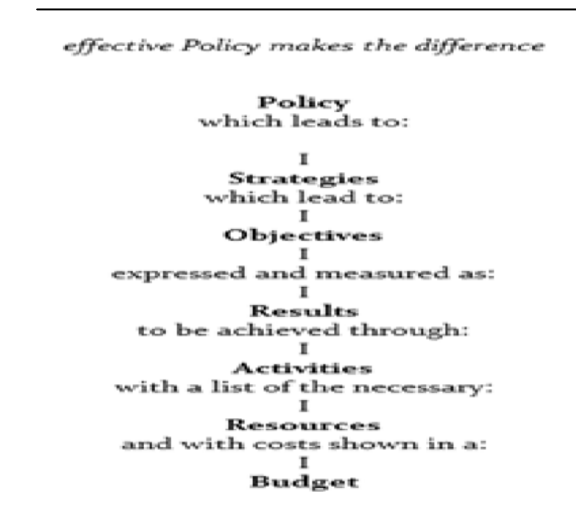 effective Policy makes the difference
Policy
which leads to:
I
Strategies
which lead to:
I
Objectives
I
expressed and measured as:
I
Results
to be achieved through:
I
Activities
with a list of the necessary:
I
Resources
and with costs shown in a:
I
Budget